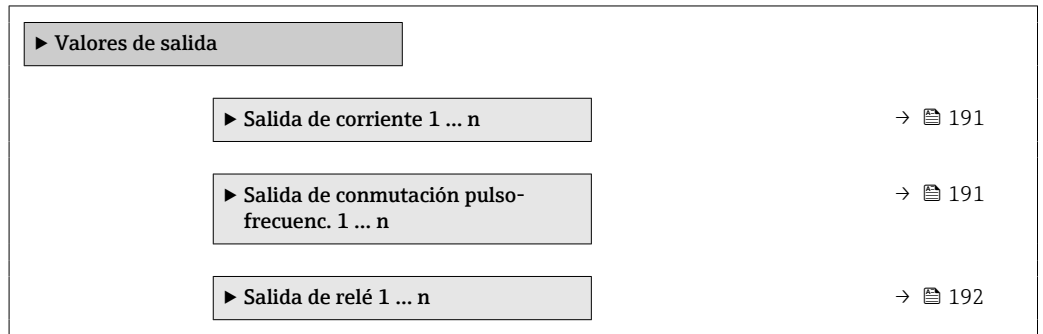 ▶ Valores de salida
▶ Salida de corriente 1 … n → 191
▶ Salida de conmutación pulso-
frecuenc. 1 … n → 191
▶ Salida de relé 1 … n → 192